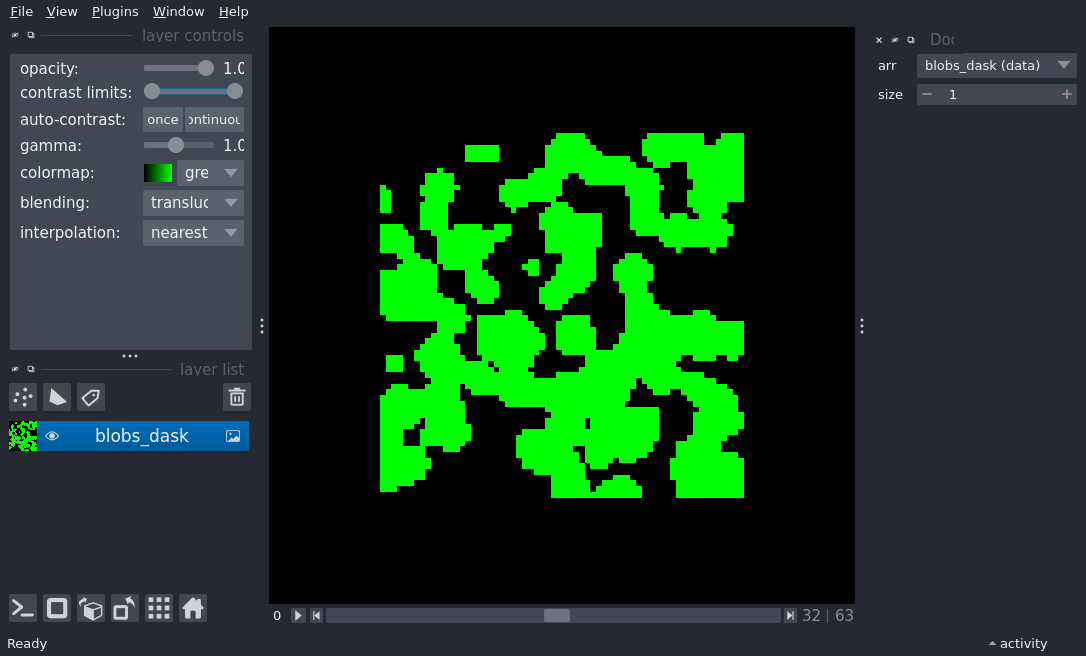 File View Plugins Window Help
layer controls
opacity: 1.0
contrast limits:
auto-contrast: once ontinuou
gamma: 1.0
colormap: gre
blending: transluc
interpolation: nearest
layer list
blobs_dask
0 32 | 63
Ready
activity
Doc
arr blobs_dask (data)
size 1